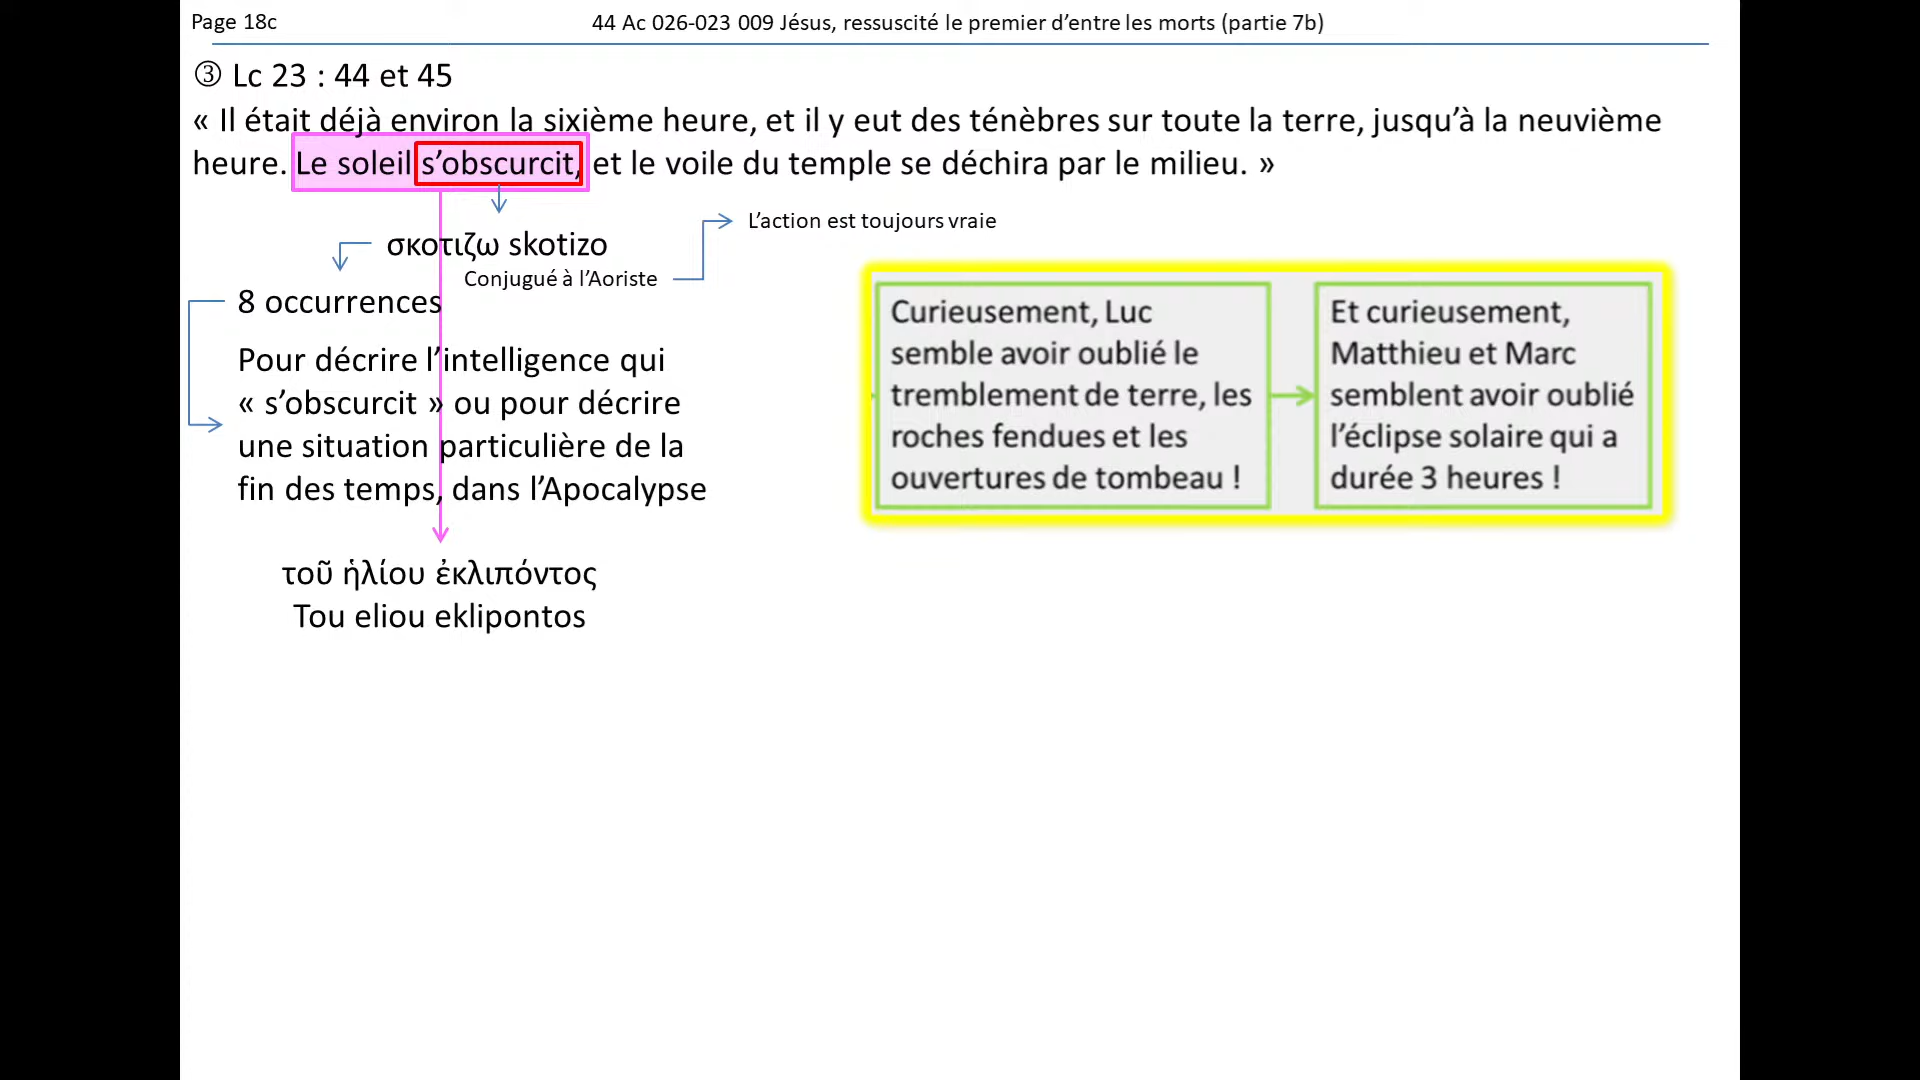 Page 18c
44 Ac 026-023 009 Jésus, ressuscité le premier d’entre les morts (partie 7b)
③ Lc 23 : 44 et 45
« Il était déjà environ la sixième heure, et il y eut des ténèbres sur toute la terre, jusqu’à la neuvième
heure. Le soleil s’obscurcit, et le voile du temple se déchira par le milieu. »
L’action est toujours vraie
σκοτιζω skotizo
Conjugué à l’Aoriste
8 occurrences
Pour décrire l’intelligence qui
« s’obscurcit » ou pour décrire
une situation particulière de la
fin des temps, dans l’Apocalypse
τοῦ ἡλίου ἐκλιπόντος
Tou eliou eklipontos
Curieusement, Luc
semble avoir oublié le
tremblement de terre, les
roches fendues et les
ouvertures de tombeau !
Et curieusement,
Matthieu et Marc
semblent avoir oublié
l’éclipse solaire qui a
durée 3 heures !